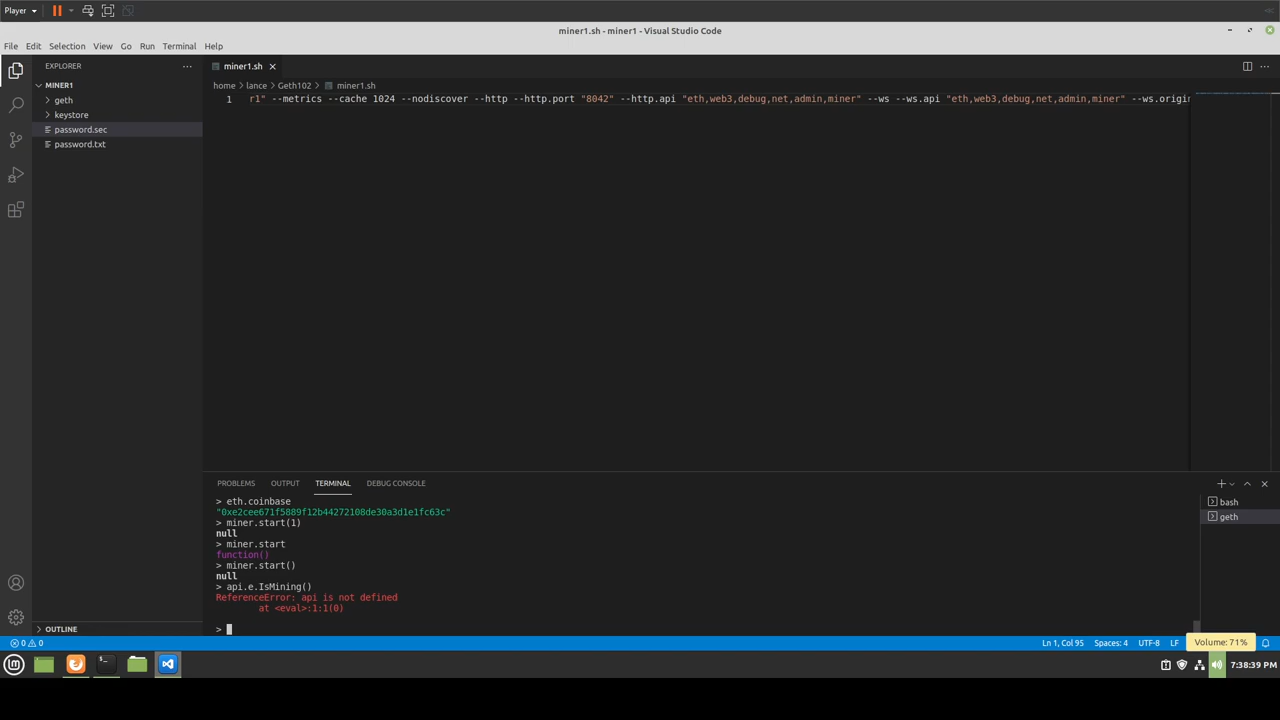 Player
miner1.sh - miner1 - Visual Studio Code
File Edit Selection View Go Run Terminal Help
EXPLORER
miner1.sh
MINER1
home > lance > Geth102 > miner1.sh
geth
1 r1" --metrics --cache 1024 --nodiscover --http --http.port "8042" --http.api "eth,web3,debug,net,admin,miner" --ws --ws.api "eth,web3,debug,net,admin,miner" --ws.origin
keystore
password.sec
password.txt
PROBLEMS OUTPUT TERMINAL DEBUG CONSOLE
> eth.coinbase
"0xe2cee671f5889f12b44272108de30a3d1e1fc63c"
> miner.start(1)
null
> miner.start
function()
> miner.start()
null
> api.e.IsMining()
ReferenceError: api is not defined
at <eval>:1:1(0)
>
bash
geth
OUTLINE
0 0
Ln 1, Col 95 Spaces: 4 UTF-8 LF
Volume: 71%
7:38:39 PM